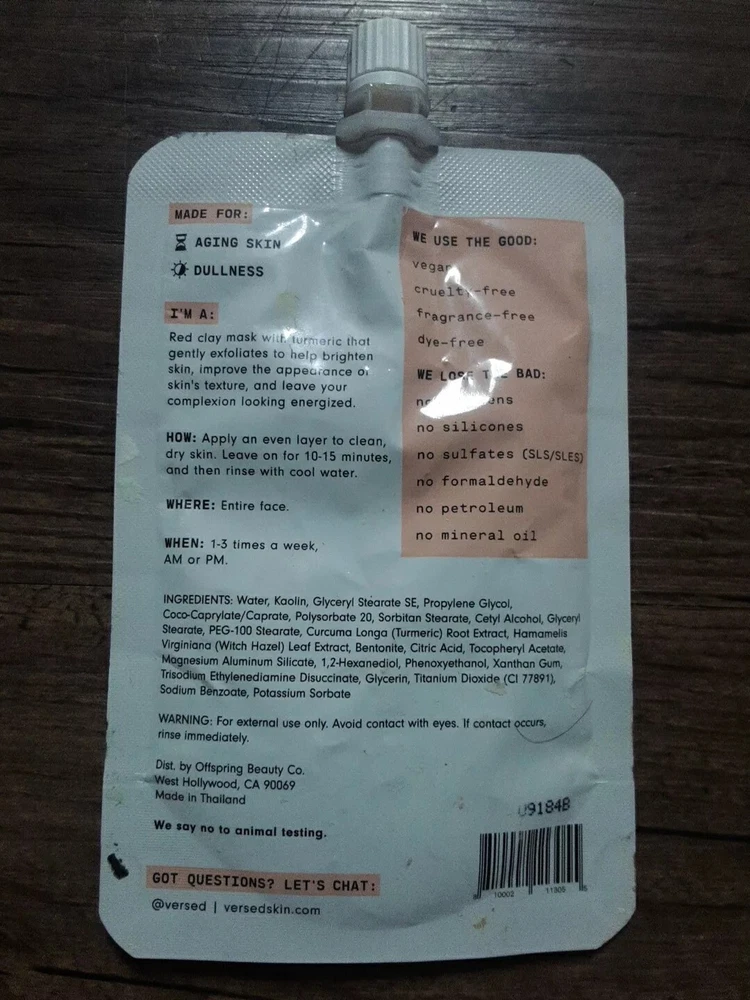 MADE FOR:
AGING SKIN
DULLNESS
I'M A:
Red clay mask with turmeric that
gently exfoliates to help brighten
skin, improve the appearance of
skin's texture, and leave your
complexion looking energized.
HOW: Apply an even layer to clean,
dry skin. Leave on for 10-15 minutes,
and then rinse with cool water.
WHERE: Entire face.
WHEN: 1-3 times a week,
AM or PM.
WE USE THE GOOD:
vegan
cruelty-free
fragrance-free
dye-free
WE LOSE THE BAD:
no
no silicones
no sulfates (SLS/SLES)
no formaldehyde
no petroleum
no mineral oil
INGREDIENTS: Water, Kaolin, Glyceryl Stearate SE, Propylene Glycol,
Coco-Caprylate/Caprate, Polysorbate 20, Sorbitan Stearate, Cetyl Alcohol, Glyceryl
Stearate, PEG-100 Stearate, Curcuma Longa (Turmeric) Root Extract, Hamamelis
Virginiana (Witch Hazel) Leaf Extract, Bentonite, Citric Acid, Tocopheryl Acetate,
Magnesium Aluminum Silicate, 1,2-Hexanediol, Phenoxyethanol, Xanthan Gum,
Trisodium Ethylenediamine Disuccinate, Glycerin, Titanium Dioxide (CI 77891),
Sodium Benzoate, Potassium Sorbate
WARNING: For external use only. Avoid contact with eyes. If contact occurs,
rinse immediately.
Dist. by Offspring Beauty Co.
West Hollywood, CA 90069
Made in Thailand
We say no to animal testing.
GOT QUESTIONS? LET'S CHAT:
@versed | versedskin.com
10002 11305 5